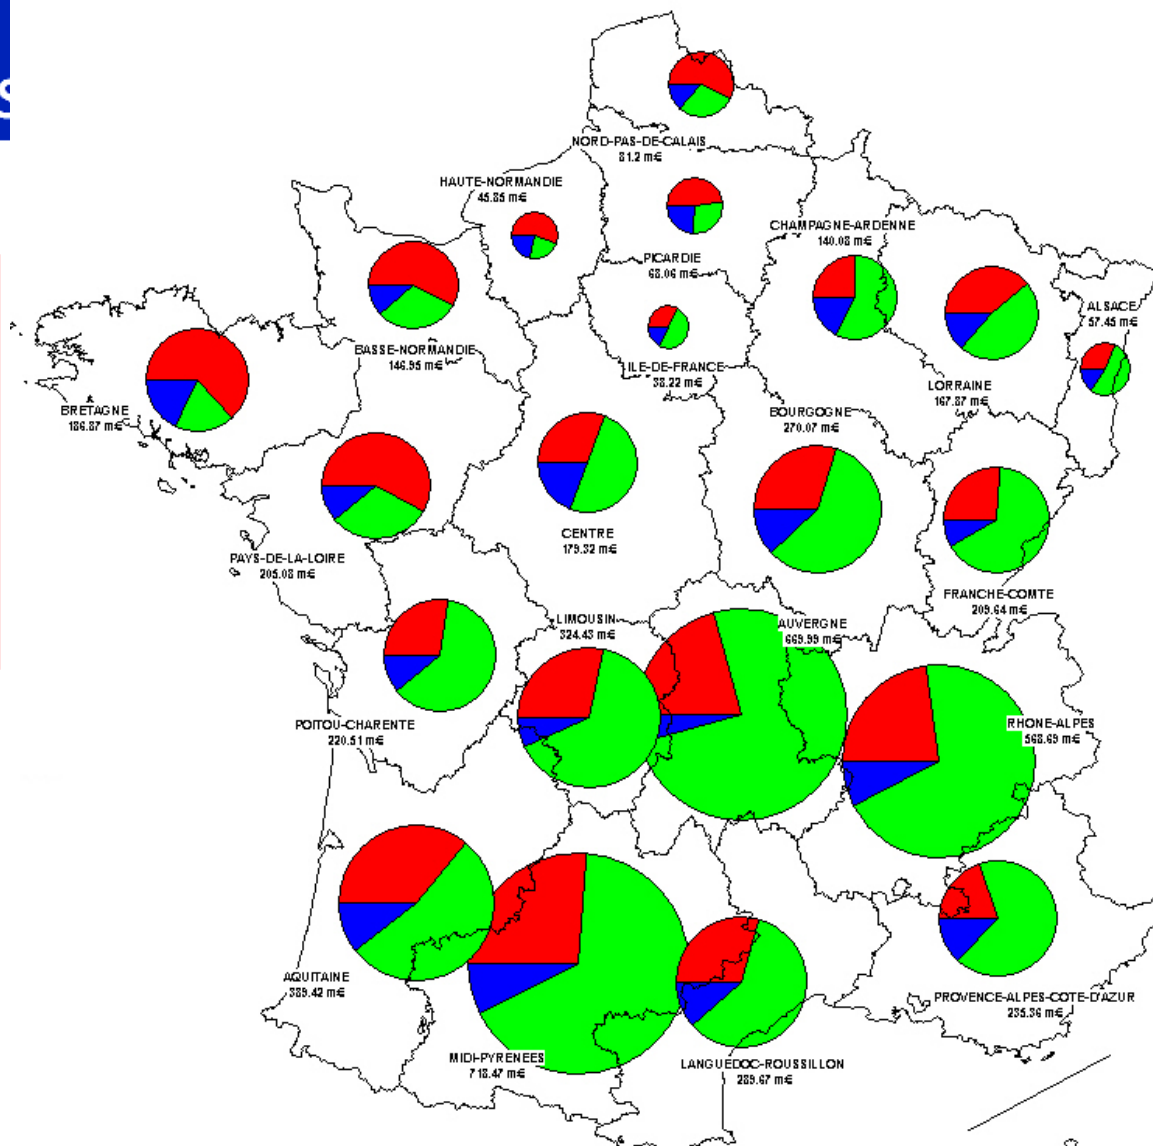 S
NORD-PAS-DE-CALAIS
81.2 m€
HAUTE-NORMANDIE
45.85 m€
PICARDIE
68.06 m€
CHAMPAGNE-ARDENNE
140.08 m€
ALSACE
57.45 m€
BASSE-NORMANDIE
146.95 m€
ILE-DE-FRANCE
38.22 m€
LORRAINE
167.87 m€
BRETAGNE
186.87 m€
BOURGOGNE
270.07 m€
CENTRE
179.32 m€
PAYS-DE-LA-LOIRE
205.08 m€
FRANCHE-COMTE
209.64 m€
LIMOUSIN
324.43 m€
AUVERGNE
669.99 m€
POITOU-CHARENTE
220.51 m€
RHONE-ALPES
568.69 m€
AQUITAINE
389.42 m€
PROVENCE-ALPES-COTE-D'AZUR
235.36 m€
MIDI-PYRENEES
718.47 m€
LANGUEDOC-ROUSSILLON
289.67 m€